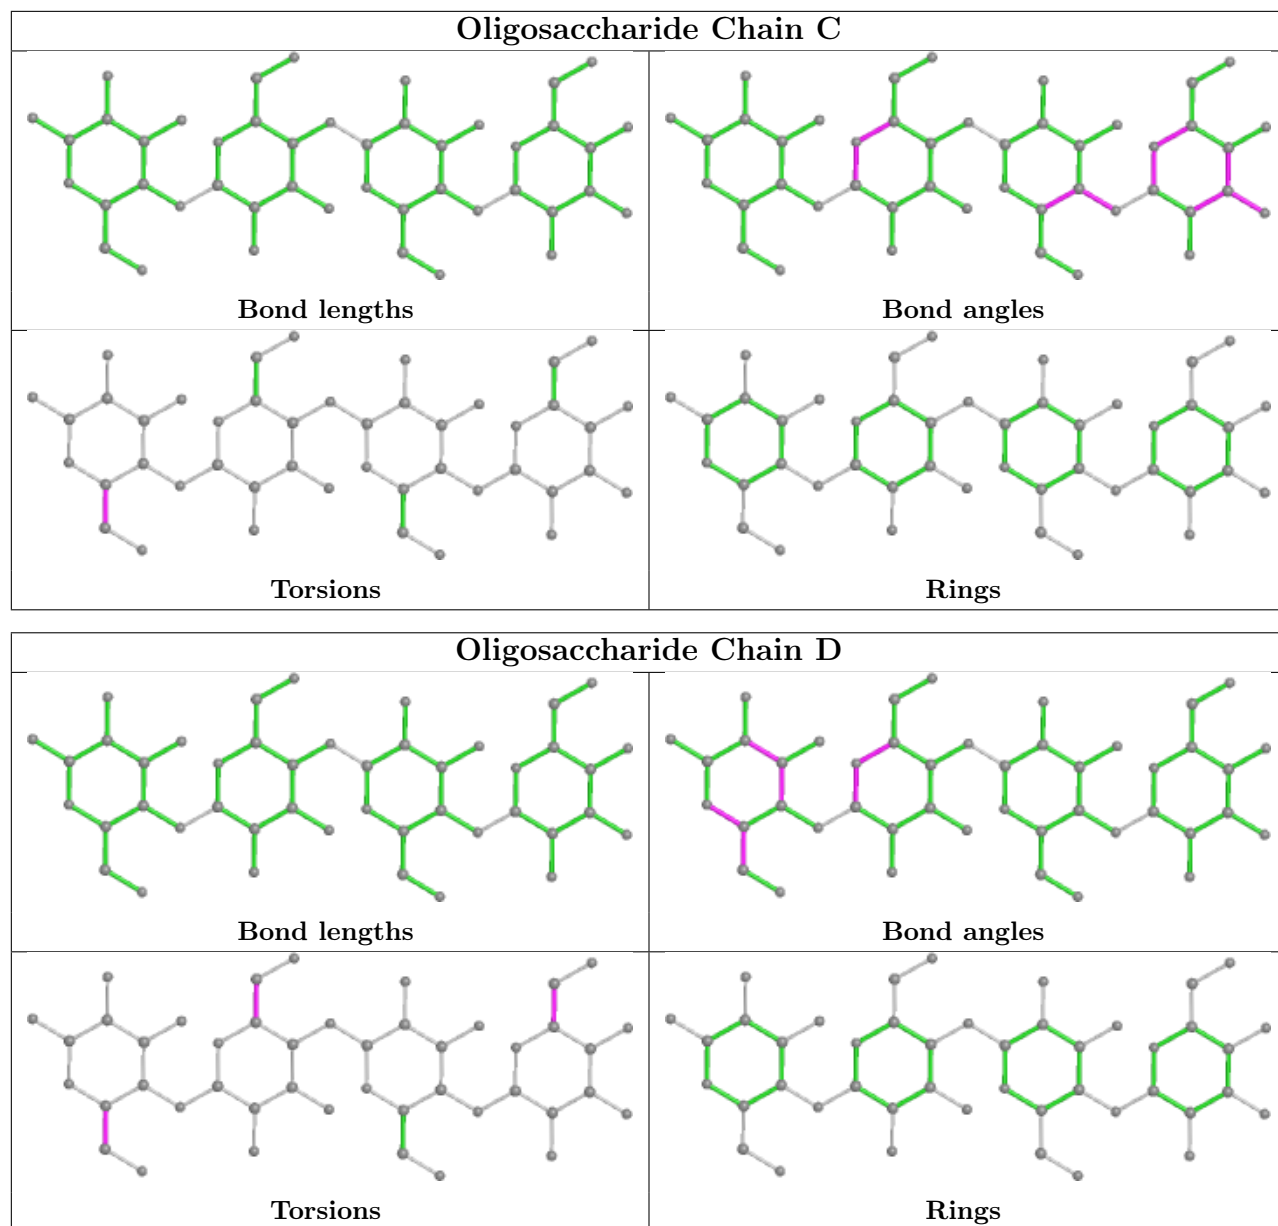 Oligosaccharide Chain C
Bond lengths
Bond angles
Torsions
Rings
Oligosaccharide Chain D
Bond lengths
Bond angles
Torsions
Rings